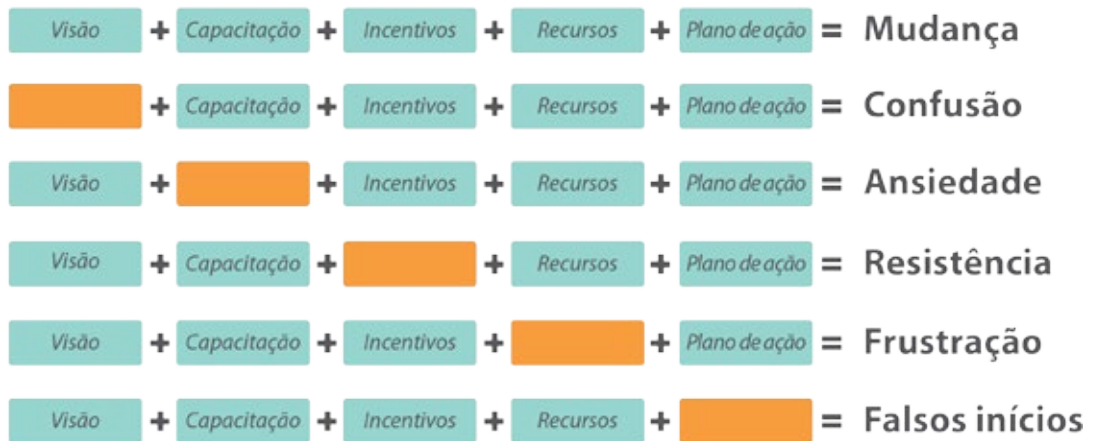 Visão + Capacitação + Incentivos + Recursos + Plano de ação = Mudança
+ Capacitação + Incentivos + Recursos + Plano de ação = Confusão
Visão + + Incentivos + Recursos + Plano de ação = Ansiedade
Visão + Capacitação + + Recursos + Plano de ação = Resistência
Visão + Capacitação + Incentivos + + Plano de ação = Frustração
Visão + Capacitação + Incentivos + Recursos + = Falsos inícios